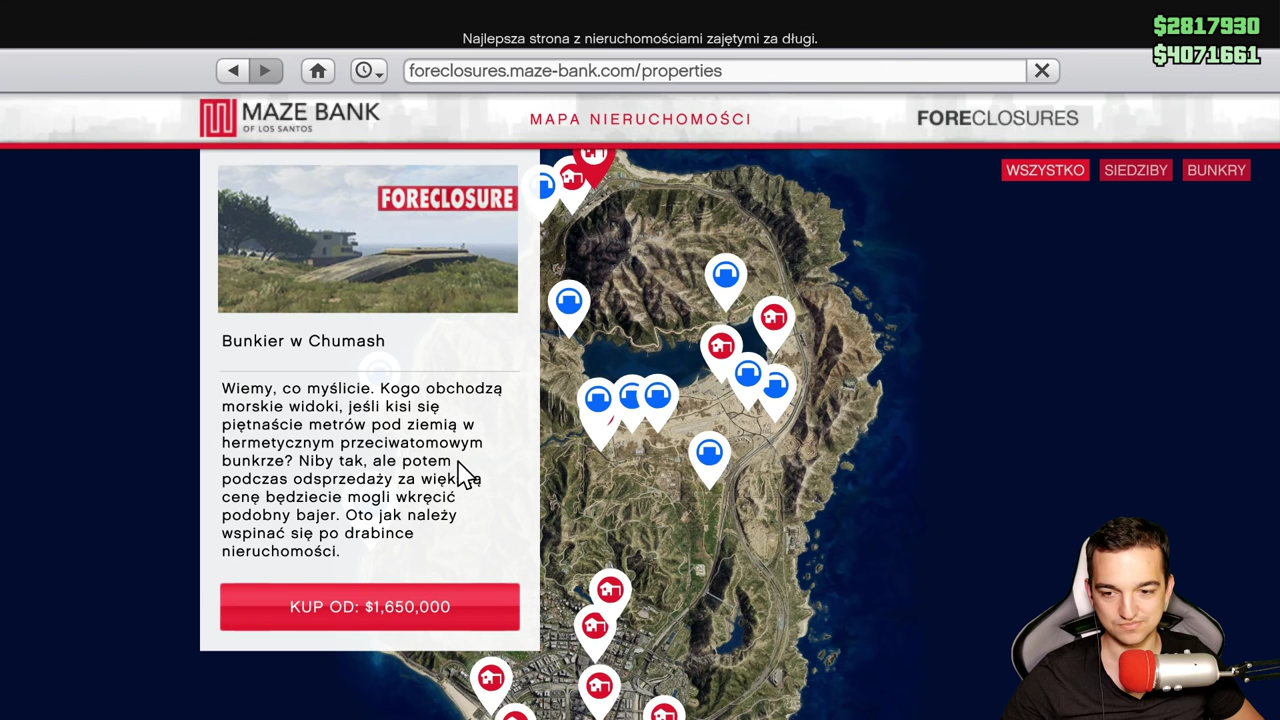 $2817930
Najlepsza strona z nieruchomościami zajętymi za długi.
$4071661
foreclosures.maze-bank.com/properties
MAZE BANK
OF LOS SANTOS
MAPA NIERUCHOMOŚCI
FORECLOSURES
WSZYSTKO
SIEDZIBY
BUNKRY
FORECLOSURE
Bunkier w Chumash
Wiemy, co myślicie. Kogo obchodzą
morskie widoki, jeśli kisi się
piętnaście metrów pod ziemią w
hermetycznym przeciwatomowym
bunkrze? Niby tak, ale potem
podczas odsprzedaży za
cenę będziecie mogli wkręcić
podobny bajer. Oto jak należy
wspinać się po drabince
nieruchomości.
KUP OD: $1,650,000